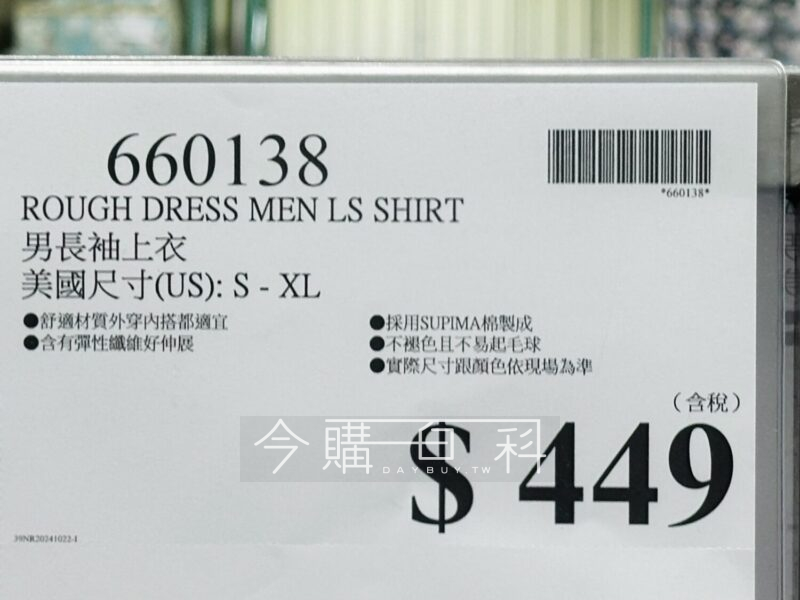 660138
*660138*
ROUGH DRESS MEN LS SHIRT
男長袖上衣
美國尺寸(US): S - XL
●舒適材質外穿內搭都適宜
●含有彈性纖維好伸展
●採用SUPIMA棉製成
●不褪色且不易起毛球
●實際尺寸跟顏色依現場為準
(含稅)
$ 449
今購百科
DAYBUY.TW
39NR20241022-1